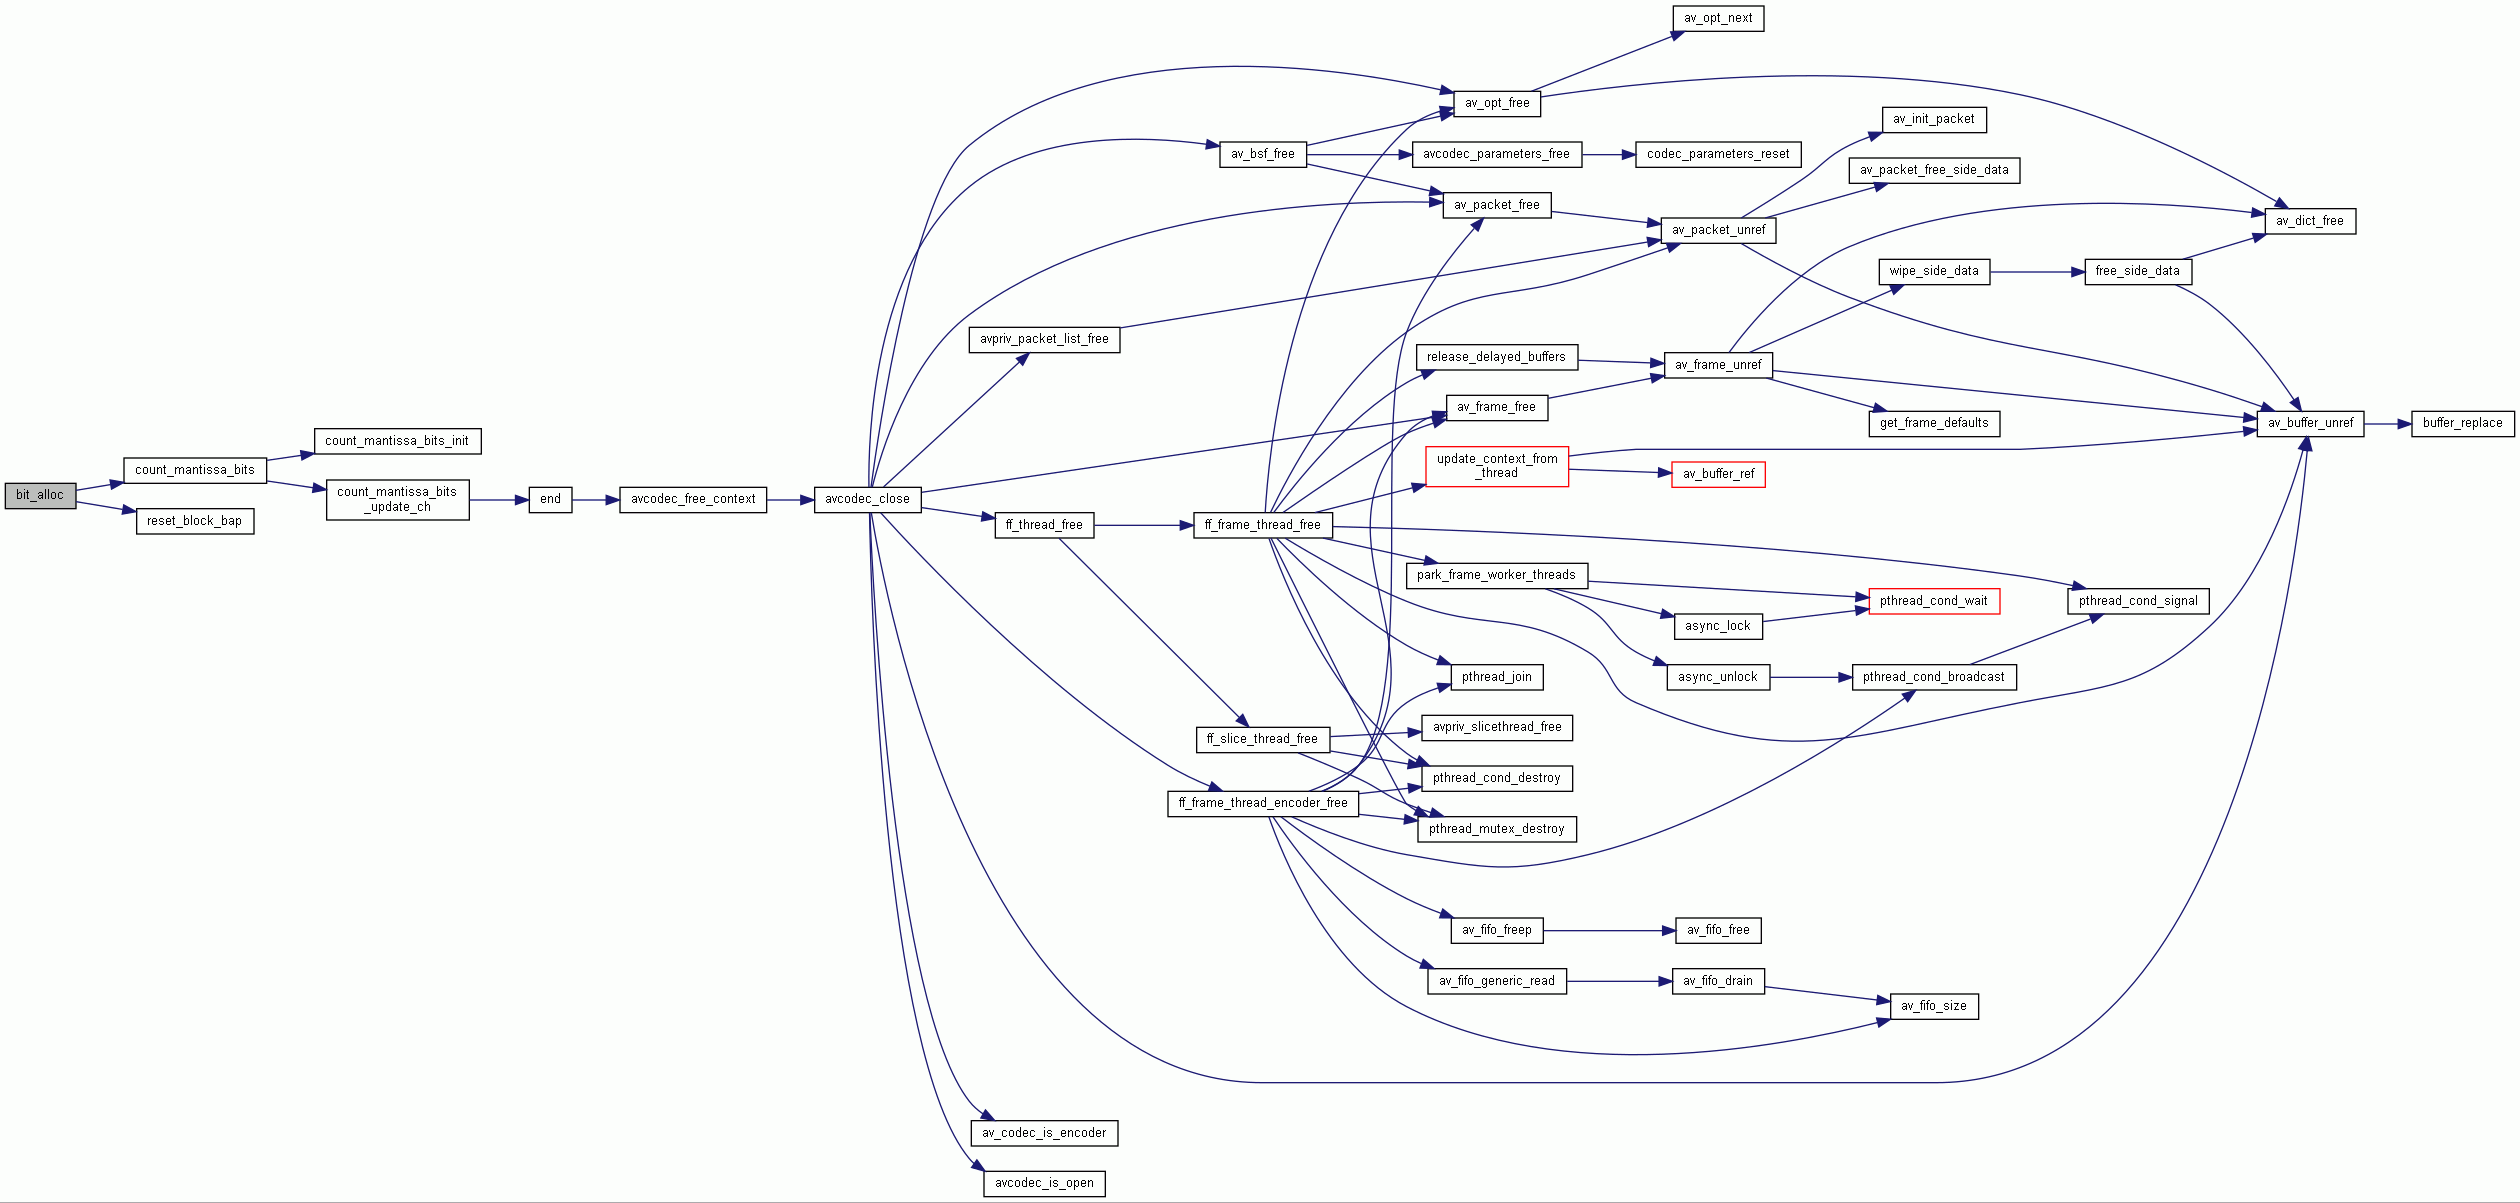 av_opt_next
av_opt_free
av_init_packet
av_bsf_free
avcodec_parameters_free
codec_parameters_reset
av_packet_free_side_data
av_packet_free
av_packet_unref
av_dict_free
wipe_side_data
free_side_data
avpriv_packet_list_free
release_delayed_buffers
av_frame_unref
av_frame_free
get_frame_defaults
av_buffer_unref
buffer_replace
count_mantissa_bits_init
count_mantissa_bits
update_context_from
_thread
av_buffer_ref
bit_alloc
count_mantissa_bits
_update_ch
end
avcodec_free_context
avcodec_close
reset_block_bap
ff_thread_free
ff_frame_thread_free
park_frame_worker_threads
pthread_cond_wait
pthread_cond_signal
async_lock
pthread_join
async_unlock
pthread_cond_broadcast
avpriv_slicethread_free
ff_slice_thread_free
pthread_cond_destroy
ff_frame_thread_encoder_free
pthread_mutex_destroy
av_fifo_freep
av_fifo_free
av_fifo_generic_read
av_fifo_drain
av_fifo_size
av_codec_is_encoder
avcodec_is_open